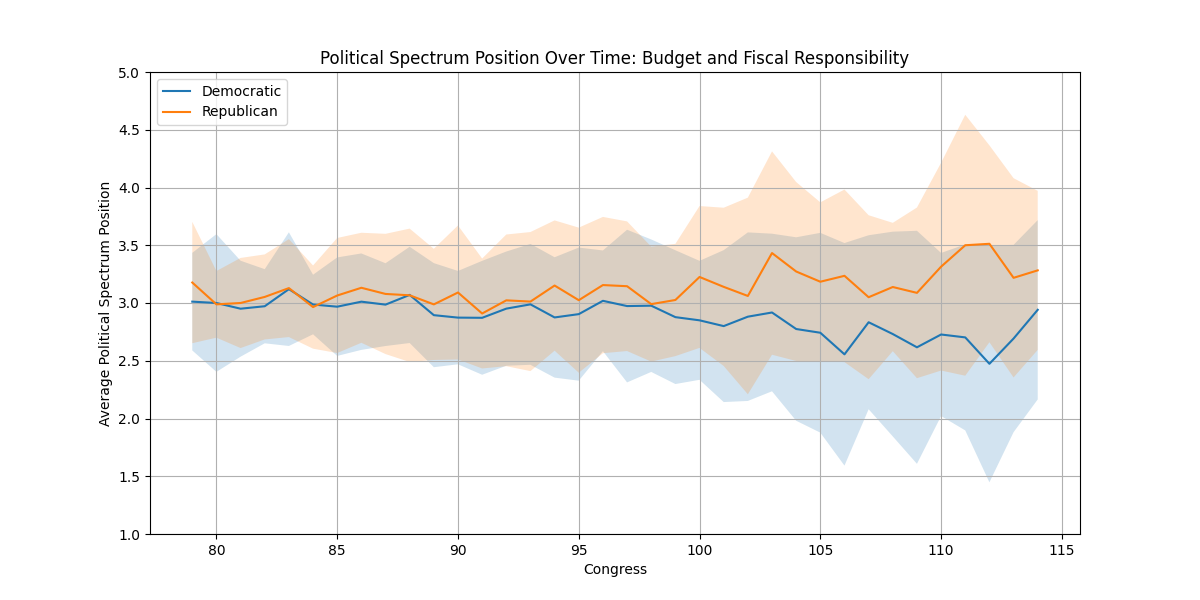 Political Spectrum Position Over Time: Budget and Fiscal Responsibility
Democratic
Republican
5.0
4.5
4.0
3.5
3.0
2.5
2.0
1.5
1.0
Average Political Spectrum Position
80 85 90 95 100 105 110 115
Congress